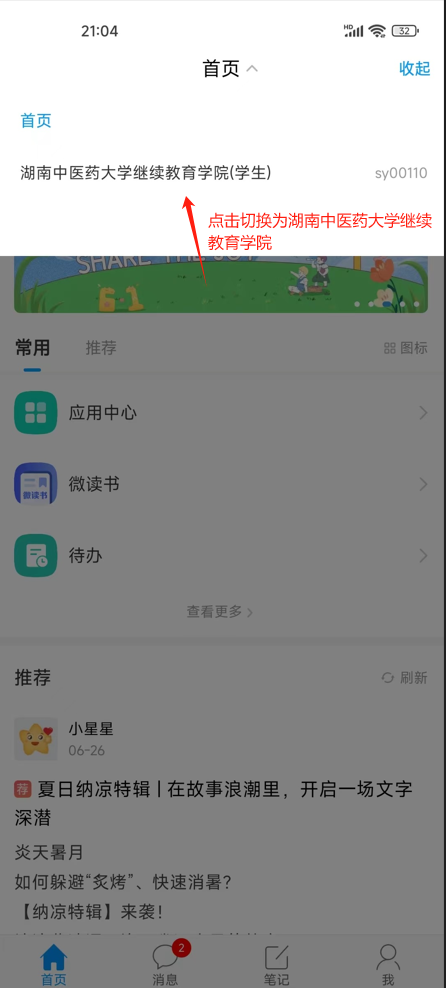 21:04
HD
32
首页
收起
首页
湖南中医药大学继续教育学院(学生)
sy00110
点击切换为湖南中医药大学继续
教育学院
SHARE THE JOY
61
常用
推荐
图标
应用中心
微读书
微读书
待办
查看更多
推荐
刷新
小星星
06-26
荐 夏日纳凉特辑 | 在故事浪潮里，开启一场文字
深潜
炎天暑月
如何躲避“炙烤”、快速消暑？
【纳凉特辑】来袭！
2
首页
消息
笔记
我